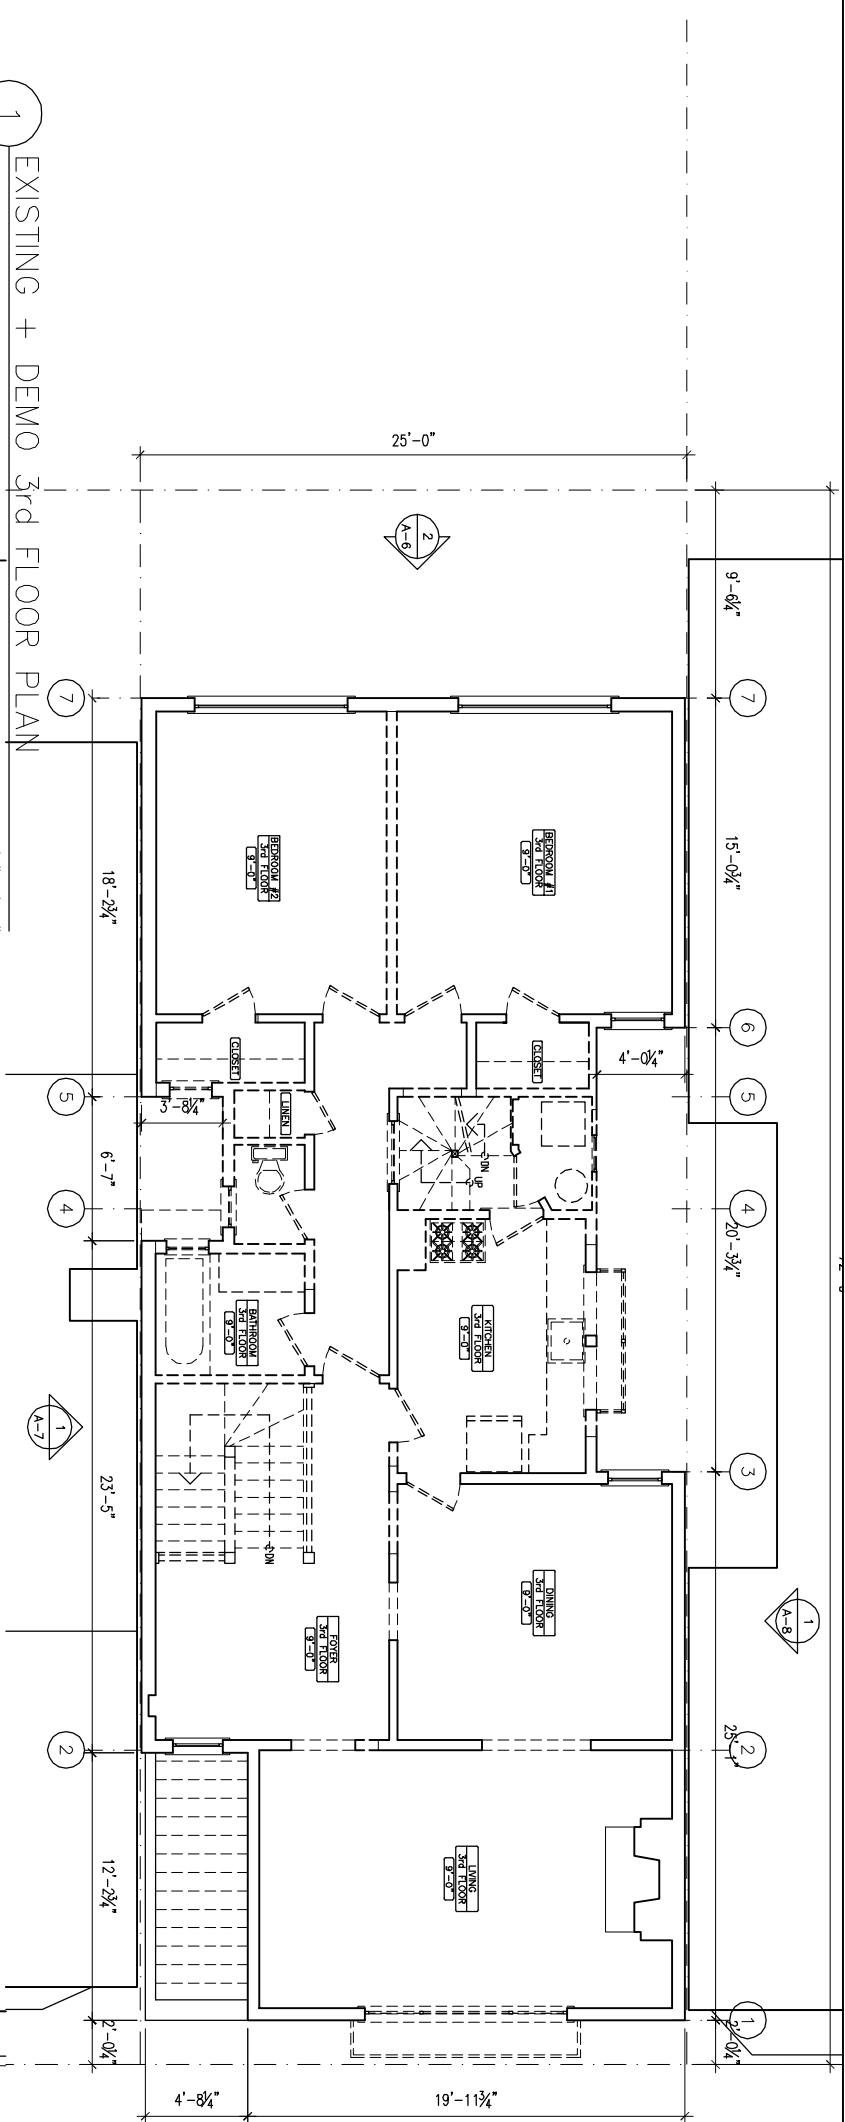 1
EXISTING + DEMO 3rd FLOOR PLAN
25'-0"
2
A-6
9'-6¼"
7
7
BEDROOM #2
3rd FLOOR
9'-0"
BEDROOM #1
3rd FLOOR
9'-0"
18'-2¾"
15'-0¾"
6
CLOSET
CLOSET
4'-0¼"
5
5
3'-8¼"
LINEN
DN
UP
6'-7"
4
4
20'-3¾"
BATHROOM
3rd FLOOR
9'-0"
KITCHEN
3rd FLOOR
9'-0"
1
A-7
3
23'-5"
DN
DINING
3rd FLOOR
9'-0"
FOYER
3rd FLOOR
9'-0"
1
A-8
2
2
12'-2¾"
LIVING
3rd FLOOR
9'-0"
1
2'-0¼"
2'-0¼"
4'-8¼"
19'-11¾"